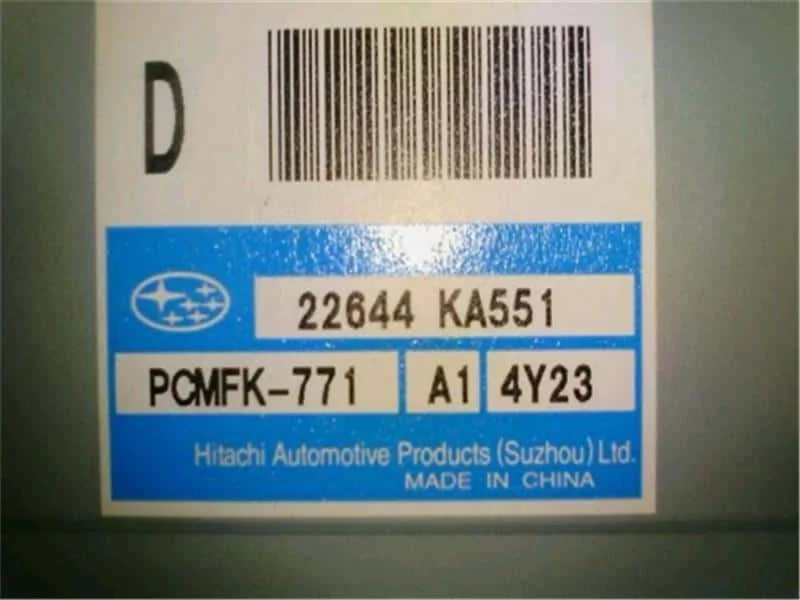 D
22644 KA551
PCMFK-771 A1 4Y23
Hitachi Automotive Products (Suzhou) Ltd.
MADE IN CHINA